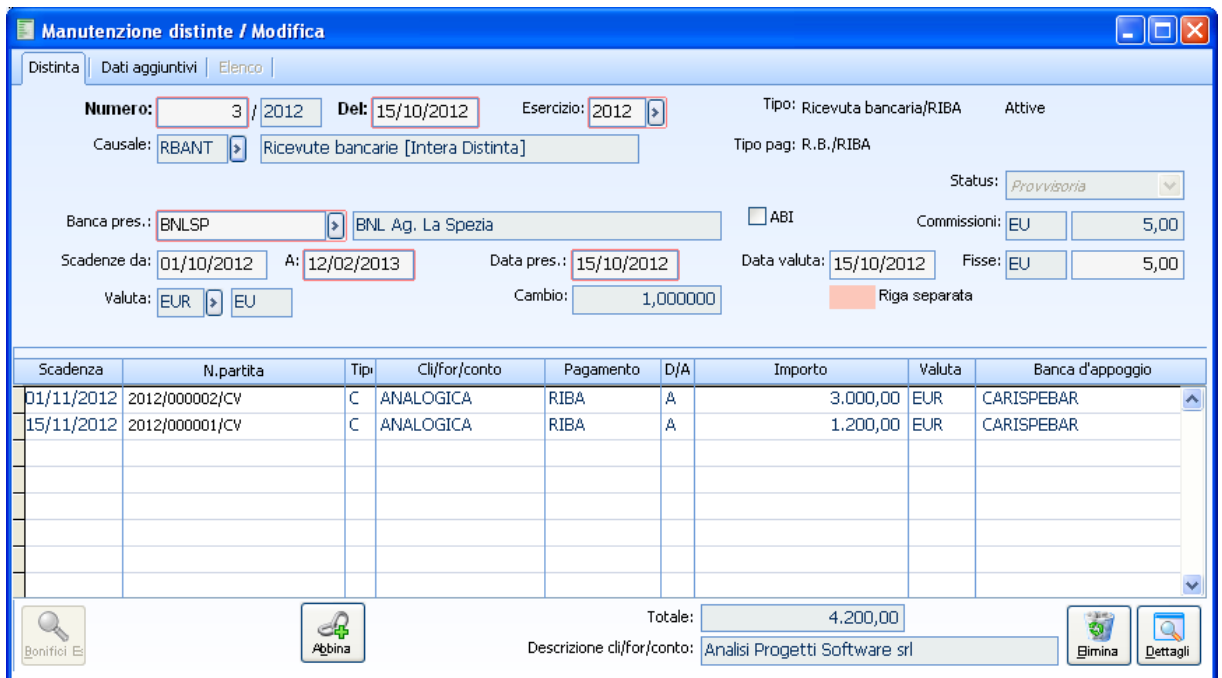 Manutenzione distinte / Modifica
Distinta Dati aggiuntivi Elenco
Numero: 3 / 2012 Del: 15/10/2012 Esercizio: 2012 Tipo: Ricevuta bancaria/RIBA Attive
Causale: RBANT Ricevute bancarie [Intera Distinta] Tipo pag: R.B./RIBA
Status: Provvisoria
Banca pres.: BNLSP BNL Ag. La Spezia ABI Commissioni: EU 5,00
Scadenze da: 01/10/2012 A: 12/02/2013 Data pres.: 15/10/2012 Data valuta: 15/10/2012 Fisse: EU 5,00
Valuta: EUR EU Cambio: 1,000000 Riga separata
Scadenza N.partita Tip Cli/for/conto Pagamento D/A Importo Valuta Banca d'appoggio
01/11/2012 2012/000002/CV C ANALOGICA RIBA A 3.000,00 EUR CARISPEBAR
15/11/2012 2012/000001/CV C ANALOGICA RIBA A 1.200,00 EUR CARISPEBAR
Totale: 4.200,00
Bonifici Es Abbina Descrizione cli/for/conto: Analisi Progetti Software srl Elimina Dettagli